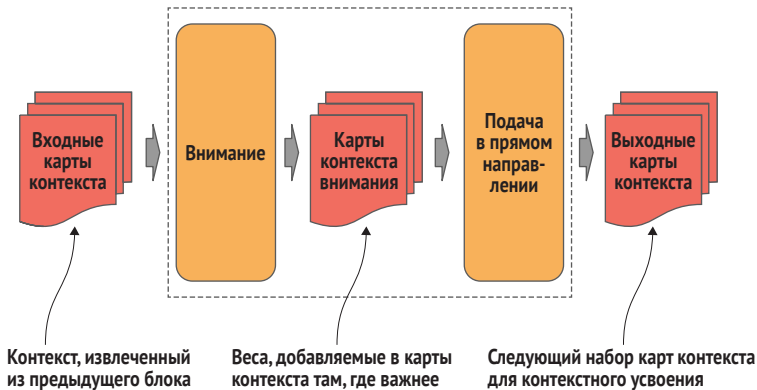 Входные
карты
контекста
Внимание
Карты
контекста
внимания
Подача
в прямом
направ-
лении
Выходные
карты
контекста
Контекст, извлеченный
из предыдущего блока
Веса, добавляемые в карты
контекста там, где важнее
Следующий набор карт контекста
для контекстного усвоения